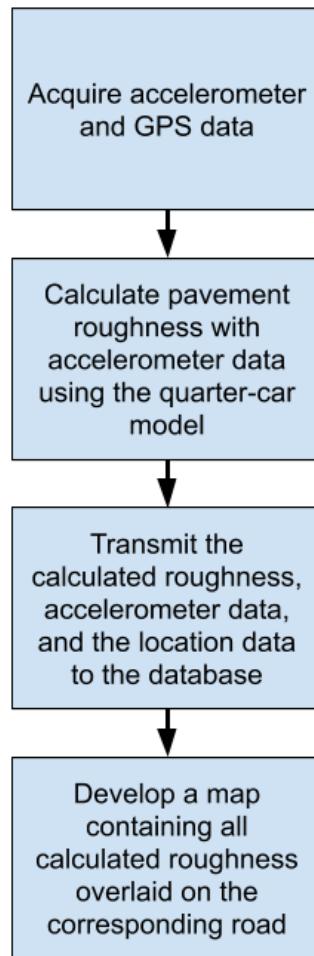 Acquire accelerometer
and GPS data
Calculate pavement
roughness with
accelerometer data
using the quarter-car
model
Transmit the
calculated roughness,
accelerometer data,
and the location data
to the database
Develop a map
containing all
calculated roughness
overlaid on the
corresponding road